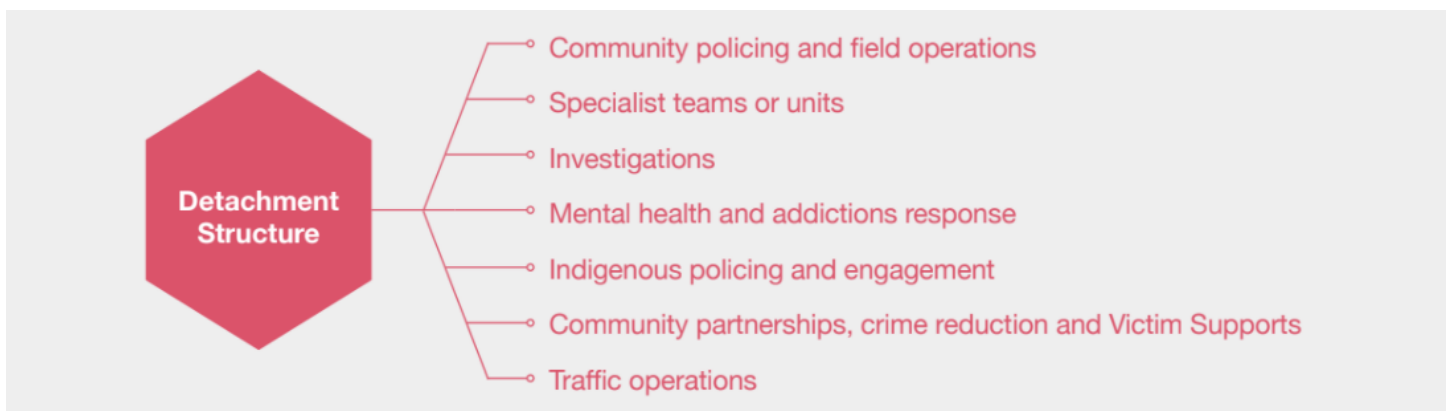 Detachment
Structure
Community policing and field operations
Specialist teams or units
Investigations
Mental health and addictions response
Indigenous policing and engagement
Community partnerships, crime reduction and Victim Supports
Traffic operations